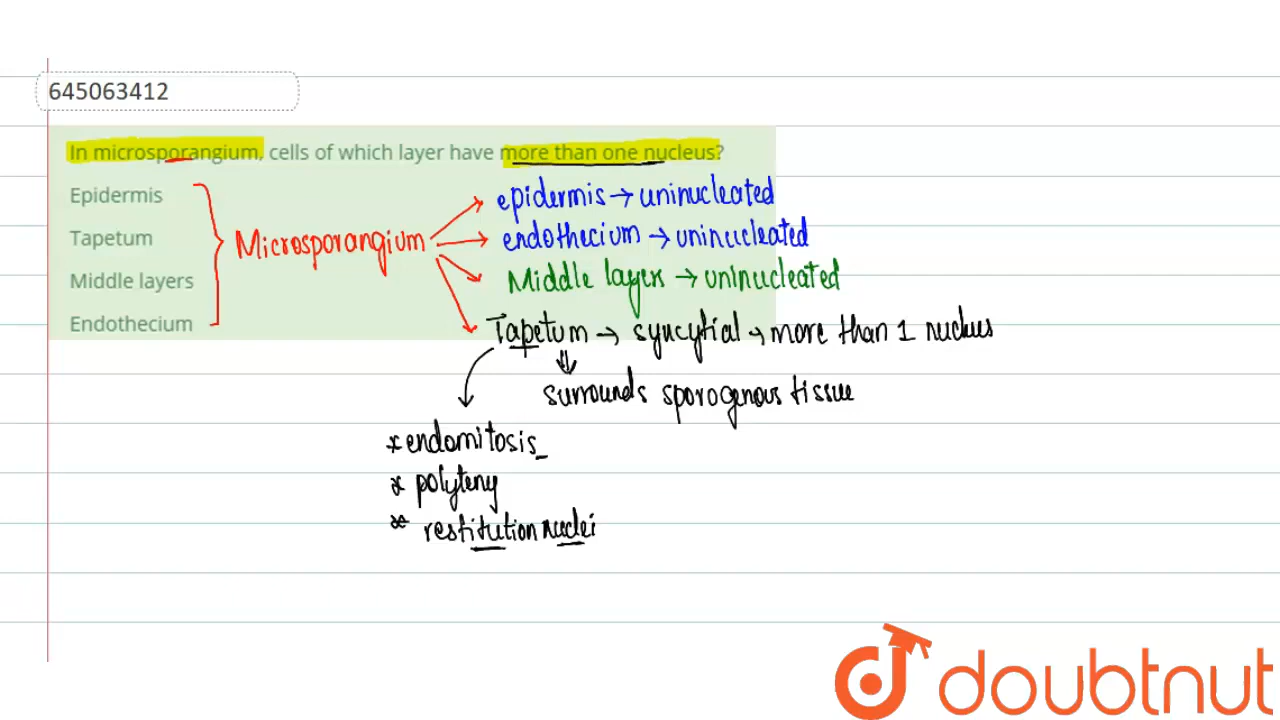 645063412
In microsporangium, cells of which layer have more than one nucleus?
Epidermis
Tapetum
Middle layers
Endothecium
Microsporangium
epidermis → uninucleated
endothecium → uninucleated
Middle layers → uninucleated
Tapetum → syncytial → more than 1 nucleus
surrounds sporogenous tissue
* endomitosis
* polyteny
* restitution nuclei
doubtnut